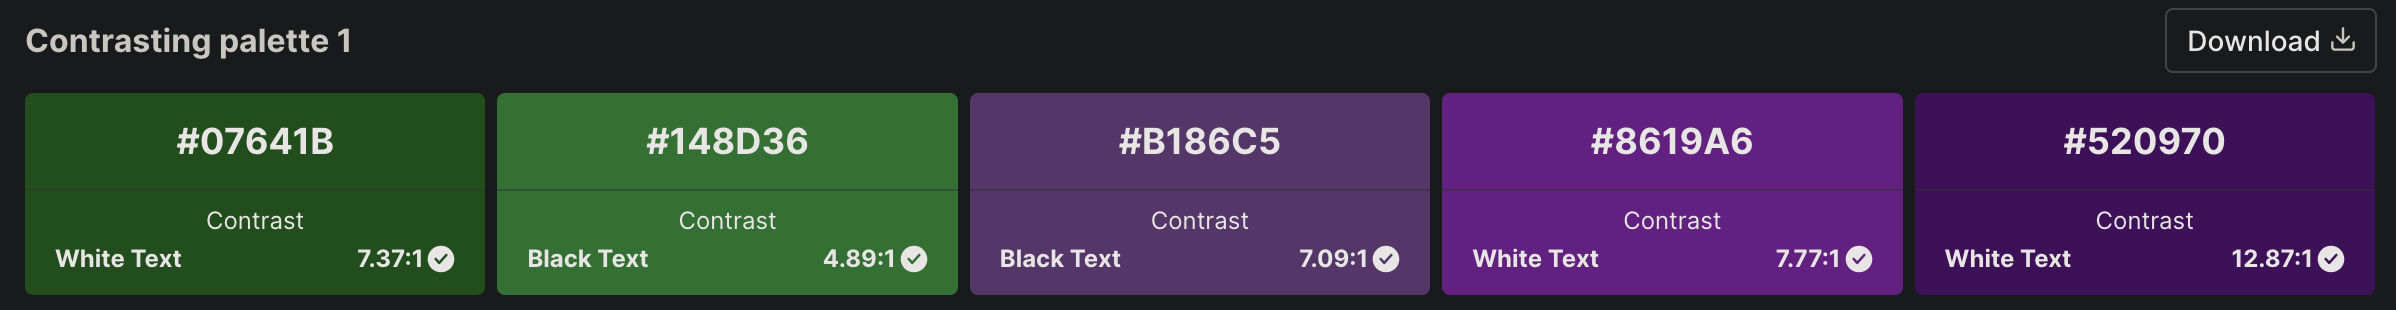 Contrasting palette 1
Download
#07641B
Contrast
White Text 7.37:1
#148D36
Contrast
Black Text 4.89:1
#B186C5
Contrast
Black Text 7.09:1
#8619A6
Contrast
White Text 7.77:1
#520970
Contrast
White Text 12.87:1